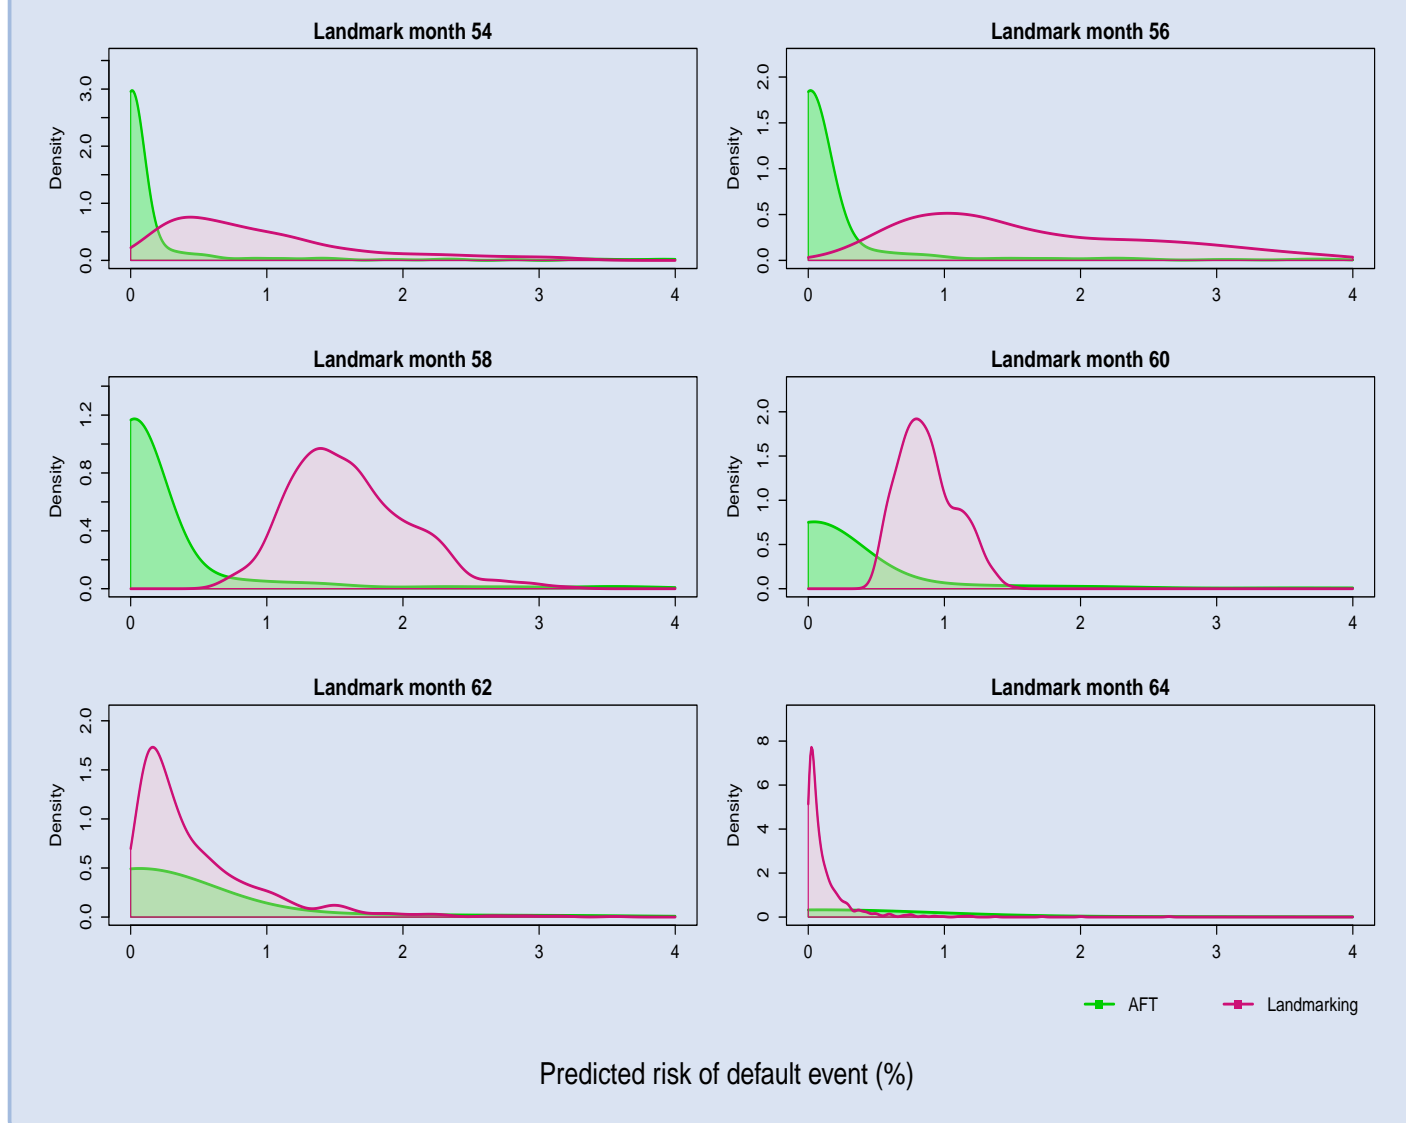 Landmark month 54
Density
0.0 1.0 2.0 3.0
0 1 2 3 4
Landmark month 56
Density
0.0 0.5 1.0 1.5 2.0
0 1 2 3 4
Landmark month 58
Density
0.0 0.4 0.8 1.2
0 1 2 3 4
Landmark month 60
Density
0.0 0.5 1.0 1.5 2.0
0 1 2 3 4
Landmark month 62
Density
0.0 0.5 1.0 1.5 2.0
0 1 2 3 4
Landmark month 64
Density
0 2 4 6 8
0 1 2 3 4
AFT Landmarking
Predicted risk of default event (%)